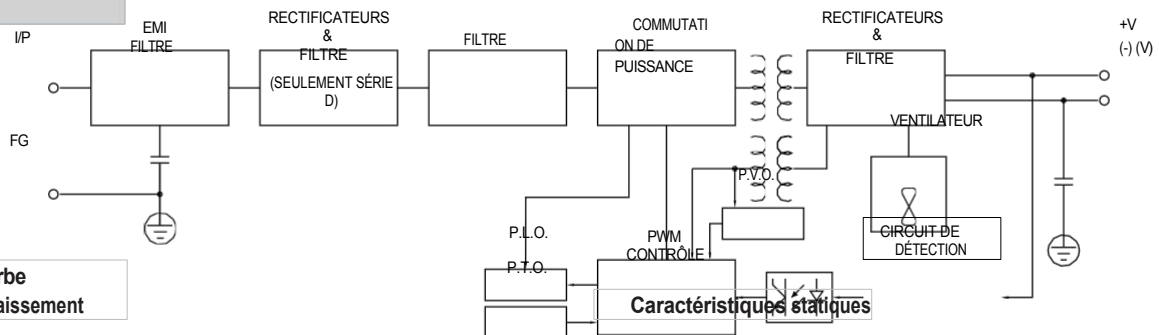 I/P
EMI
FILTRE
RECTIFICATEURS
&
FILTRE
(SEULEMENT SÉRIE
D)
FILTRE
COMMUTATI
ON DE
PUISSANCE
RECTIFICATEURS
&
FILTRE
+V
(-) (V)
FG
VENTILATEUR
P.V.O.
CIRCUIT DE
DÉTECTION
P.L.O.
P.T.O.
PWM
CONTRÔLE
rbe
aissement
Caractéristiques statiques